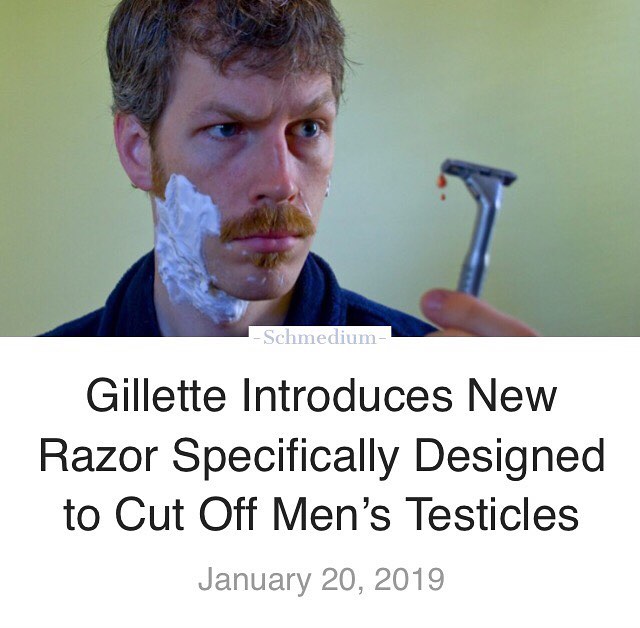 -Schmedium-
Gillette Introduces New
Razor Specifically Designed
to Cut Off Men’s Testicles
January 20, 2019